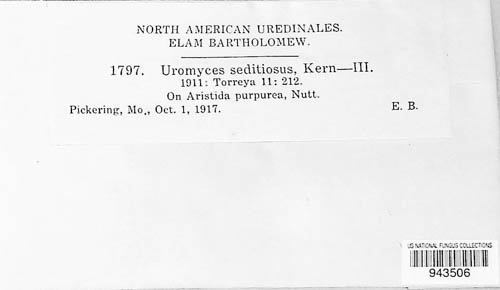 NORTH AMERICAN UREDINALES.
ELAM BARTHOLOMEW.
1797. Uromyces seditiosus, Kern—III.
1911: Torreya 11: 212.
On Aristida purpurea, Nutt.
Pickering, Mo., Oct. 1, 1917. E. B.
US NATIONAL FUNGUS COLLECTIONS
943506